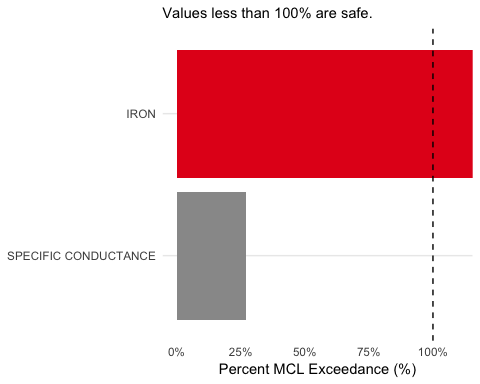 Values less than 100% are safe.
IRON
SPECIFIC CONDUCTANCE
0% 25% 50% 75% 100%
Percent MCL Exceedance (%)